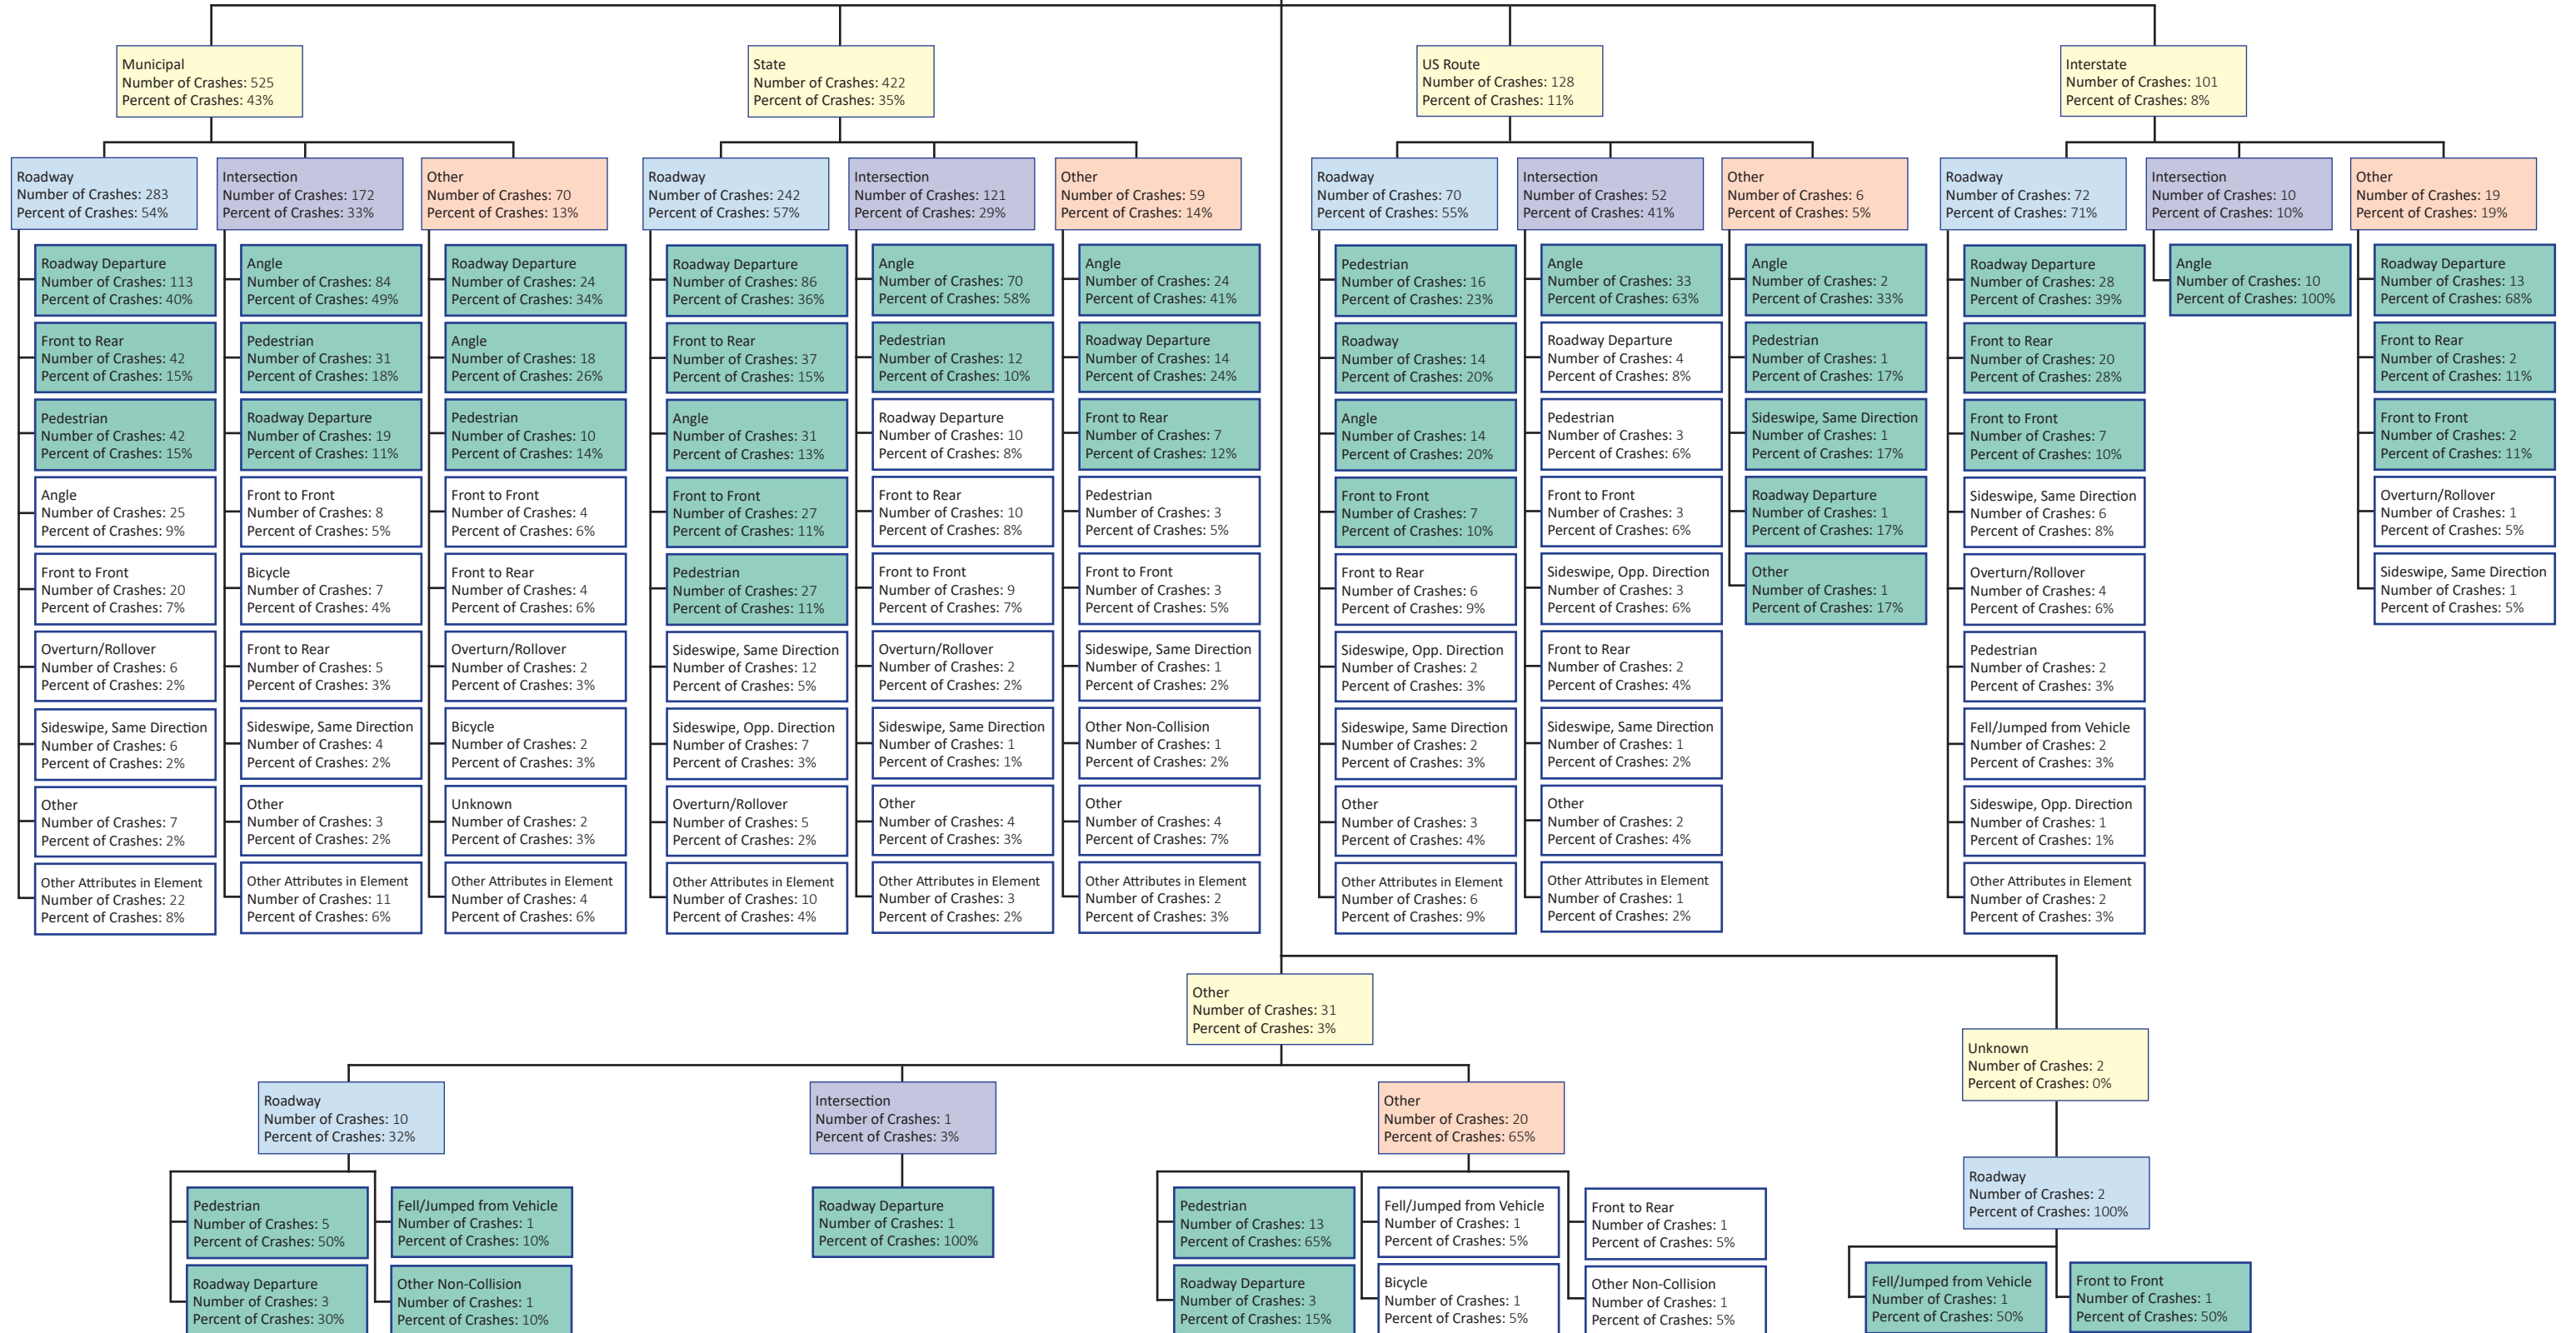 Municipal
Number of Crashes: 525
Percent of Crashes: 43%
State
Number of Crashes: 422
Percent of Crashes: 35%
US Route
Number of Crashes: 128
Percent of Crashes: 11%
Interstate
Number of Crashes: 101
Percent of Crashes: 8%
Roadway
Number of Crashes: 283
Percent of Crashes: 54%
Roadway Departure
Number of Crashes: 113
Percent of Crashes: 40%
Front to Rear
Number of Crashes: 42
Percent of Crashes: 15%
Pedestrian
Number of Crashes: 42
Percent of Crashes: 15%
Angle
Number of Crashes: 25
Percent of Crashes: 9%
Front to Front
Number of Crashes: 20
Percent of Crashes: 7%
Overturn/Rollover
Number of Crashes: 6
Percent of Crashes: 2%
Sideswipe, Same Direction
Number of Crashes: 6
Percent of Crashes: 2%
Other
Number of Crashes: 7
Percent of Crashes: 2%
Other Attributes in Element
Number of Crashes: 22
Percent of Crashes: 8%
Intersection
Number of Crashes: 172
Percent of Crashes: 33%
Angle
Number of Crashes: 84
Percent of Crashes: 49%
Pedestrian
Number of Crashes: 31
Percent of Crashes: 18%
Roadway Departure
Number of Crashes: 19
Percent of Crashes: 11%
Front to Front
Number of Crashes: 8
Percent of Crashes: 5%
Bicycle
Number of Crashes: 7
Percent of Crashes: 4%
Front to Rear
Number of Crashes: 5
Percent of Crashes: 3%
Sideswipe, Same Direction
Number of Crashes: 4
Percent of Crashes: 2%
Other
Number of Crashes: 3
Percent of Crashes: 2%
Other Attributes in Element
Number of Crashes: 11
Percent of Crashes: 6%
Other
Number of Crashes: 70
Percent of Crashes: 13%
Roadway Departure
Number of Crashes: 24
Percent of Crashes: 34%
Angle
Number of Crashes: 18
Percent of Crashes: 26%
Pedestrian
Number of Crashes: 10
Percent of Crashes: 14%
Front to Front
Number of Crashes: 4
Percent of Crashes: 6%
Front to Rear
Number of Crashes: 4
Percent of Crashes: 6%
Overturn/Rollover
Number of Crashes: 2
Percent of Crashes: 3%
Bicycle
Number of Crashes: 2
Percent of Crashes: 3%
Unknown
Number of Crashes: 2
Percent of Crashes: 3%
Other Attributes in Element
Number of Crashes: 4
Percent of Crashes: 6%
Roadway
Number of Crashes: 242
Percent of Crashes: 57%
Roadway Departure
Number of Crashes: 86
Percent of Crashes: 36%
Front to Rear
Number of Crashes: 37
Percent of Crashes: 15%
Angle
Number of Crashes: 31
Percent of Crashes: 13%
Front to Front
Number of Crashes: 27
Percent of Crashes: 11%
Pedestrian
Number of Crashes: 27
Percent of Crashes: 11%
Sideswipe, Same Direction
Number of Crashes: 12
Percent of Crashes: 5%
Sideswipe, Opp. Direction
Number of Crashes: 7
Percent of Crashes: 3%
Overturn/Rollover
Number of Crashes: 5
Percent of Crashes: 2%
Other Attributes in Element
Number of Crashes: 10
Percent of Crashes: 4%
Intersection
Number of Crashes: 121
Percent of Crashes: 29%
Angle
Number of Crashes: 70
Percent of Crashes: 58%
Pedestrian
Number of Crashes: 12
Percent of Crashes: 10%
Roadway Departure
Number of Crashes: 10
Percent of Crashes: 8%
Front to Rear
Number of Crashes: 10
Percent of Crashes: 8%
Front to Front
Number of Crashes: 9
Percent of Crashes: 7%
Overturn/Rollover
Number of Crashes: 2
Percent of Crashes: 2%
Sideswipe, Same Direction
Number of Crashes: 1
Percent of Crashes: 1%
Other
Number of Crashes: 4
Percent of Crashes: 3%
Other Attributes in Element
Number of Crashes: 3
Percent of Crashes: 2%
Other
Number of Crashes: 59
Percent of Crashes: 14%
Angle
Number of Crashes: 24
Percent of Crashes: 41%
Roadway Departure
Number of Crashes: 14
Percent of Crashes: 24%
Front to Rear
Number of Crashes: 7
Percent of Crashes: 12%
Pedestrian
Number of Crashes: 3
Percent of Crashes: 5%
Front to Front
Number of Crashes: 3
Percent of Crashes: 5%
Sideswipe, Same Direction
Number of Crashes: 1
Percent of Crashes: 2%
Other Non-Collision
Number of Crashes: 1
Percent of Crashes: 2%
Other
Number of Crashes: 4
Percent of Crashes: 7%
Other Attributes in Element
Number of Crashes: 2
Percent of Crashes: 3%
Roadway
Number of Crashes: 70
Percent of Crashes: 55%
Pedestrian
Number of Crashes: 16
Percent of Crashes: 23%
Roadway
Number of Crashes: 14
Percent of Crashes: 20%
Angle
Number of Crashes: 14
Percent of Crashes: 20%
Front to Front
Number of Crashes: 7
Percent of Crashes: 10%
Front to Rear
Number of Crashes: 6
Percent of Crashes: 9%
Sideswipe, Opp. Direction
Number of Crashes: 2
Percent of Crashes: 3%
Sideswipe, Same Direction
Number of Crashes: 2
Percent of Crashes: 3%
Other
Number of Crashes: 3
Percent of Crashes: 4%
Other Attributes in Element
Number of Crashes: 6
Percent of Crashes: 9%
Intersection
Number of Crashes: 52
Percent of Crashes: 41%
Angle
Number of Crashes: 33
Percent of Crashes: 63%
Roadway Departure
Number of Crashes: 4
Percent of Crashes: 8%
Pedestrian
Number of Crashes: 3
Percent of Crashes: 6%
Front to Front
Number of Crashes: 3
Percent of Crashes: 6%
Sideswipe, Opp. Direction
Number of Crashes: 3
Percent of Crashes: 6%
Front to Rear
Number of Crashes: 2
Percent of Crashes: 4%
Sideswipe, Same Direction
Number of Crashes: 1
Percent of Crashes: 2%
Other
Number of Crashes: 2
Percent of Crashes: 4%
Other Attributes in Element
Number of Crashes: 1
Percent of Crashes: 2%
Other
Number of Crashes: 6
Percent of Crashes: 5%
Angle
Number of Crashes: 2
Percent of Crashes: 33%
Pedestrian
Number of Crashes: 1
Percent of Crashes: 17%
Sideswipe, Same Direction
Number of Crashes: 1
Percent of Crashes: 17%
Roadway Departure
Number of Crashes: 1
Percent of Crashes: 17%
Other
Number of Crashes: 1
Percent of Crashes: 17%
Roadway
Number of Crashes: 72
Percent of Crashes: 71%
Roadway Departure
Number of Crashes: 28
Percent of Crashes: 39%
Front to Rear
Number of Crashes: 20
Percent of Crashes: 28%
Front to Front
Number of Crashes: 7
Percent of Crashes: 10%
Sideswipe, Same Direction
Number of Crashes: 6
Percent of Crashes: 8%
Overturn/Rollover
Number of Crashes: 4
Percent of Crashes: 6%
Pedestrian
Number of Crashes: 2
Percent of Crashes: 3%
Fell/Jumped from Vehicle
Number of Crashes: 2
Percent of Crashes: 3%
Sideswipe, Opp. Direction
Number of Crashes: 1
Percent of Crashes: 1%
Other Attributes in Element
Number of Crashes: 2
Percent of Crashes: 3%
Intersection
Number of Crashes: 10
Percent of Crashes: 10%
Angle
Number of Crashes: 10
Percent of Crashes: 100%
Other
Number of Crashes: 19
Percent of Crashes: 19%
Roadway Departure
Number of Crashes: 13
Percent of Crashes: 68%
Front to Rear
Number of Crashes: 2
Percent of Crashes: 11%
Front to Front
Number of Crashes: 2
Percent of Crashes: 11%
Overturn/Rollover
Number of Crashes: 1
Percent of Crashes: 5%
Sideswipe, Same Direction
Number of Crashes: 1
Percent of Crashes: 5%
Other
Number of Crashes: 31
Percent of Crashes: 3%
Unknown
Number of Crashes: 2
Percent of Crashes: 0%
Roadway
Number of Crashes: 10
Percent of Crashes: 32%
Pedestrian
Number of Crashes: 5
Percent of Crashes: 50%
Roadway Departure
Number of Crashes: 3
Percent of Crashes: 30%
Fell/Jumped from Vehicle
Number of Crashes: 1
Percent of Crashes: 10%
Other Non-Collision
Number of Crashes: 1
Percent of Crashes: 10%
Intersection
Number of Crashes: 1
Percent of Crashes: 3%
Roadway Departure
Number of Crashes: 1
Percent of Crashes: 100%
Other
Number of Crashes: 20
Percent of Crashes: 65%
Pedestrian
Number of Crashes: 13
Percent of Crashes: 65%
Roadway Departure
Number of Crashes: 3
Percent of Crashes: 15%
Fell/Jumped from Vehicle
Number of Crashes: 1
Percent of Crashes: 5%
Bicycle
Number of Crashes: 1
Percent of Crashes: 5%
Front to Rear
Number of Crashes: 1
Percent of Crashes: 5%
Other Non-Collision
Number of Crashes: 1
Percent of Crashes: 5%
Roadway
Number of Crashes: 2
Percent of Crashes: 100%
Fell/Jumped from Vehicle
Number of Crashes: 1
Percent of Crashes: 50%
Front to Front
Number of Crashes: 1
Percent of Crashes: 50%